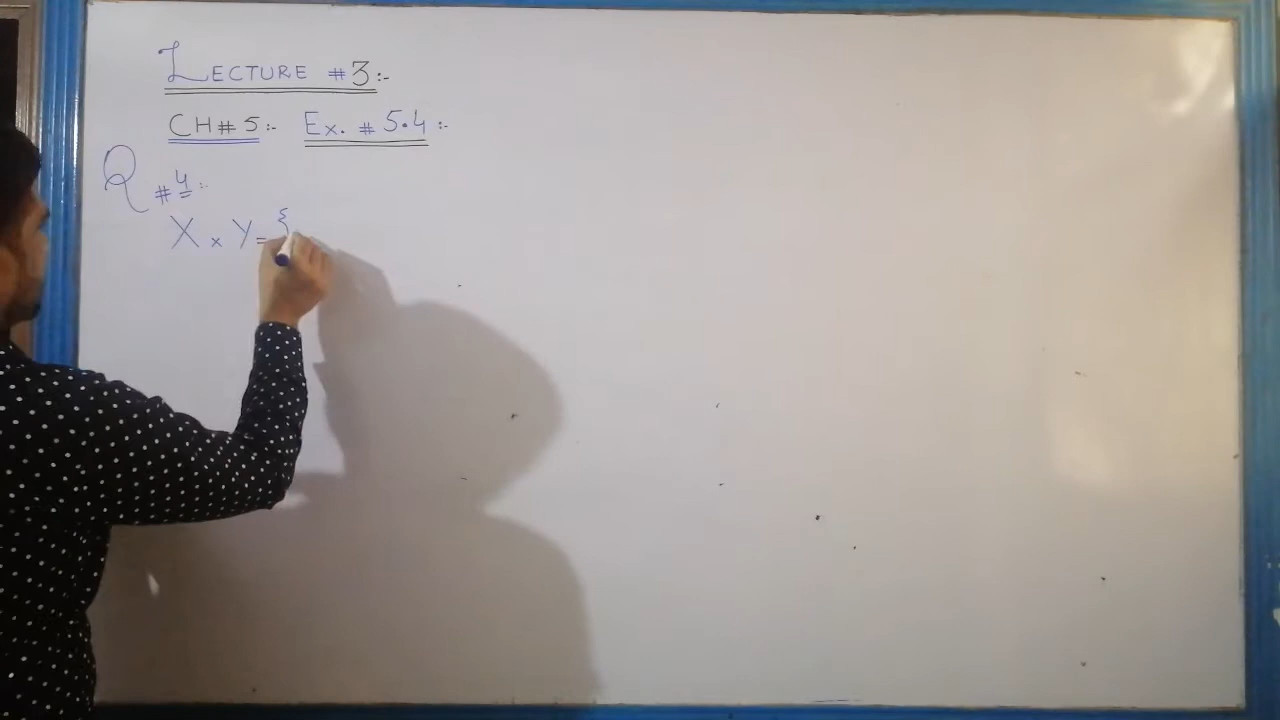 LECTURE # 3:-
CH # 5:- Ex. # 5.4:-
Q # 4:-
X × Y = {